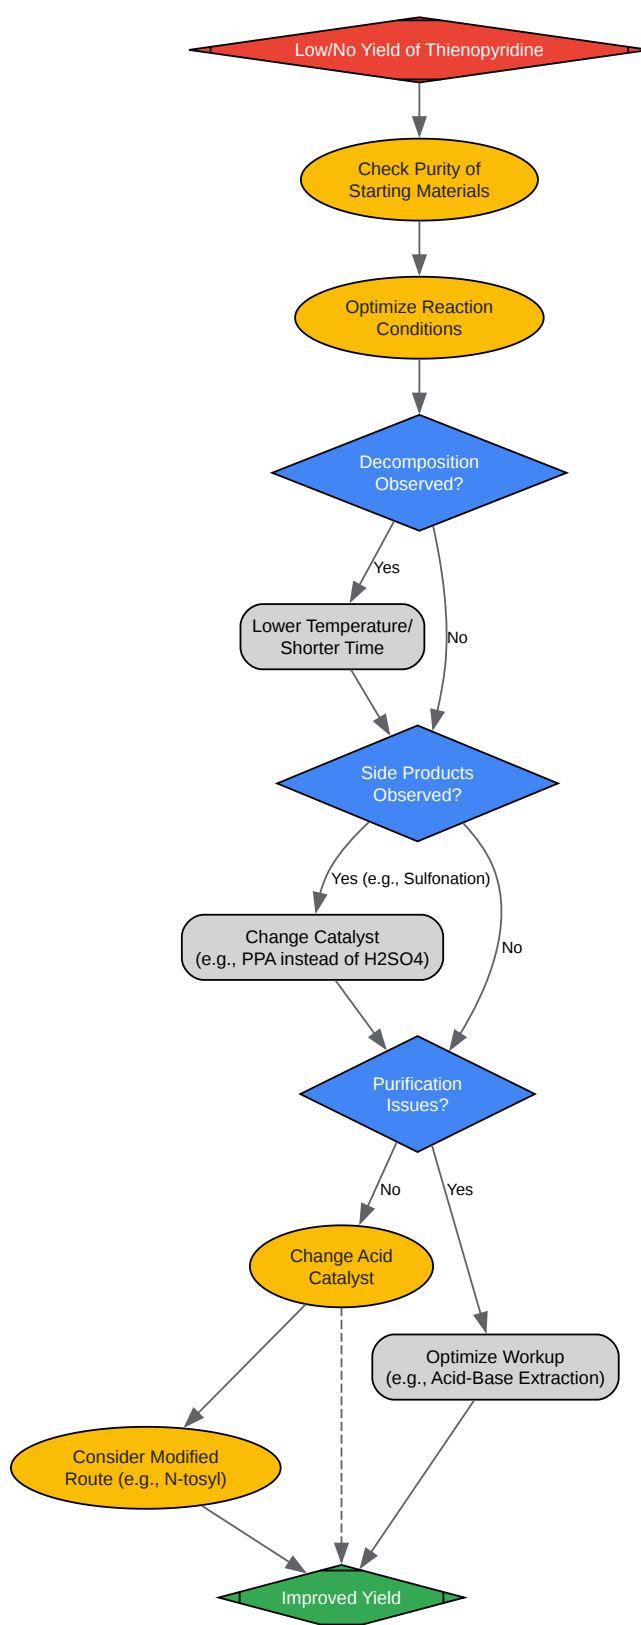 Low/No Yield of Thienopyridine
Check Purity of
Starting Materials
Optimize Reaction
Conditions
Decomposition
Observed?
Yes
Lower Temperature/
Shorter Time
No
Side Products
Observed?
Yes (e.g., Sulfonation)
Change Catalyst
(e.g., PPA instead of H2SO4)
No
Purification
Issues?
No
Yes
Change Acid
Catalyst
Optimize Workup
(e.g., Acid-Base Extraction)
Consider Modified
Route (e.g., N-tosyl)
Improved Yield